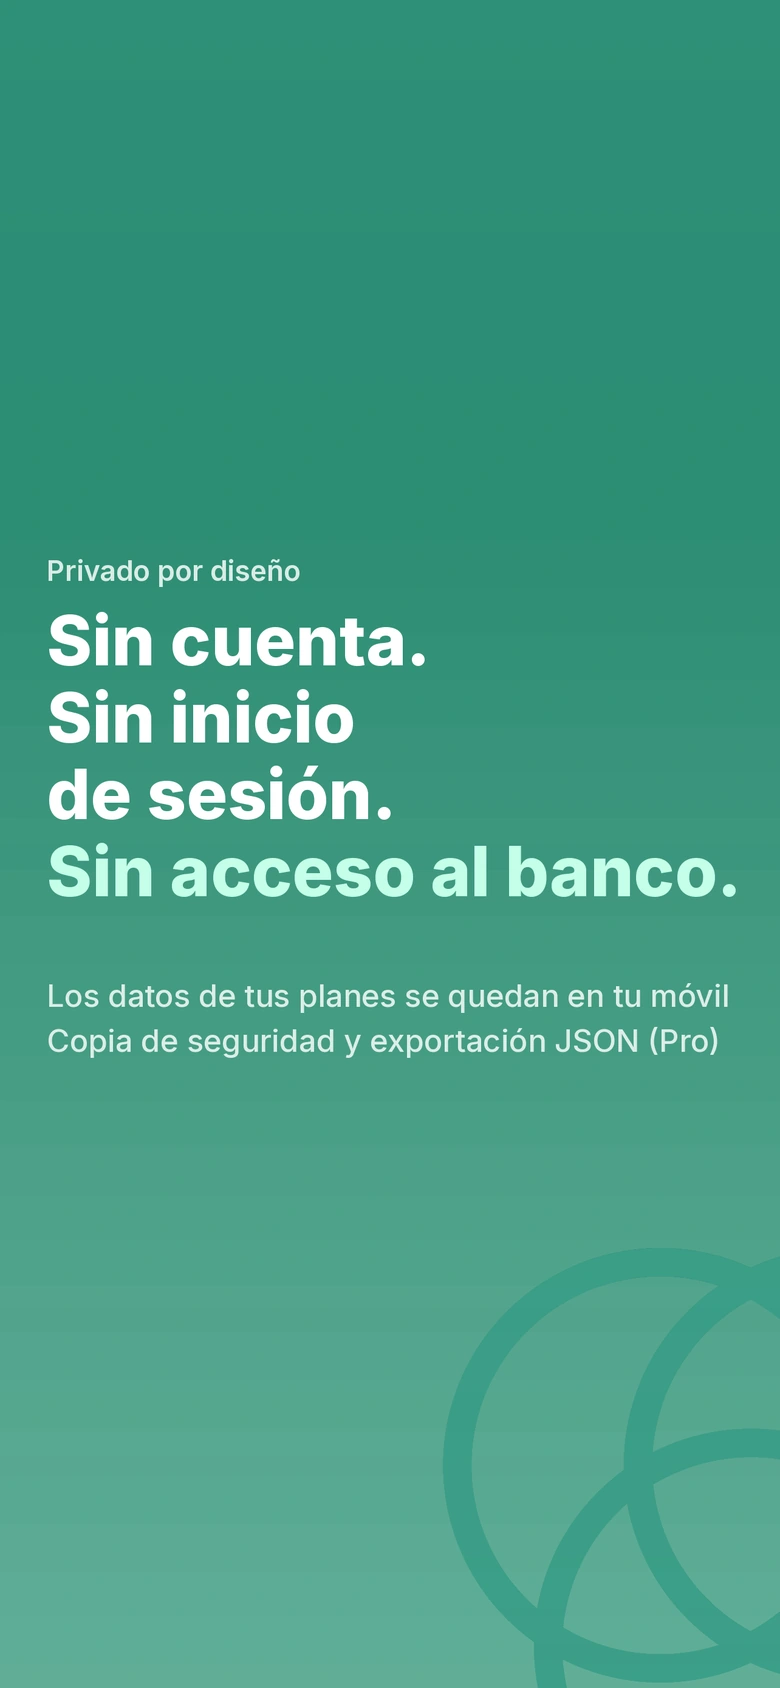 Privado por diseño
Sin cuenta.
Sin inicio
de sesión.
Sin acceso al banco.
Los datos de tus planes se quedan en tu móvil
Copia de seguridad y exportación JSON (Pro)